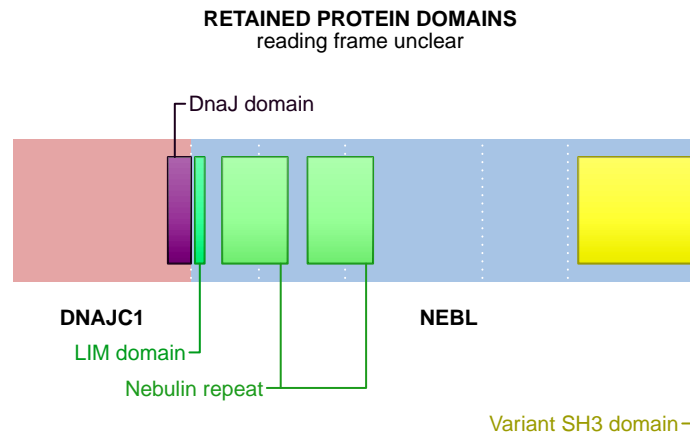 RETAINED PROTEIN DOMAINS
reading frame unclear
DnaJ domain
DNAJC1
NEBL
LIM domain
Nebulin repeat
Variant SH3 domain